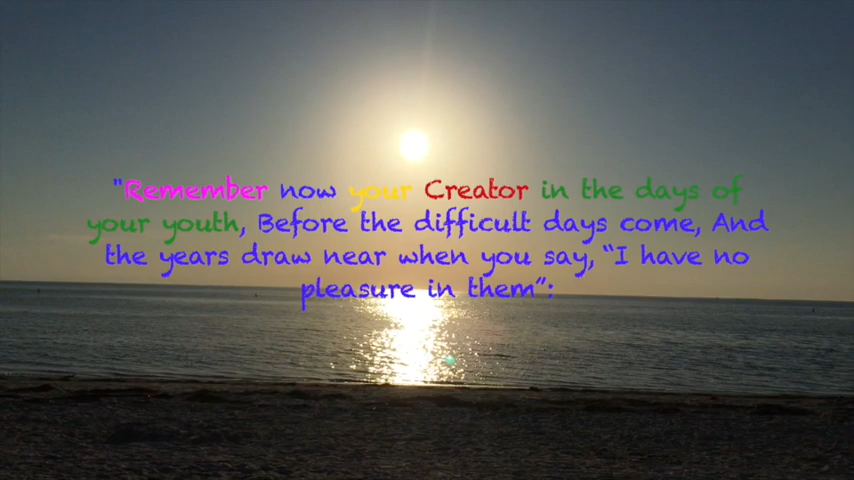 "Remember now your Creator in the days of
your youth, Before the difficult days come, And
the years draw near when you say, “I have no
pleasure in them”: